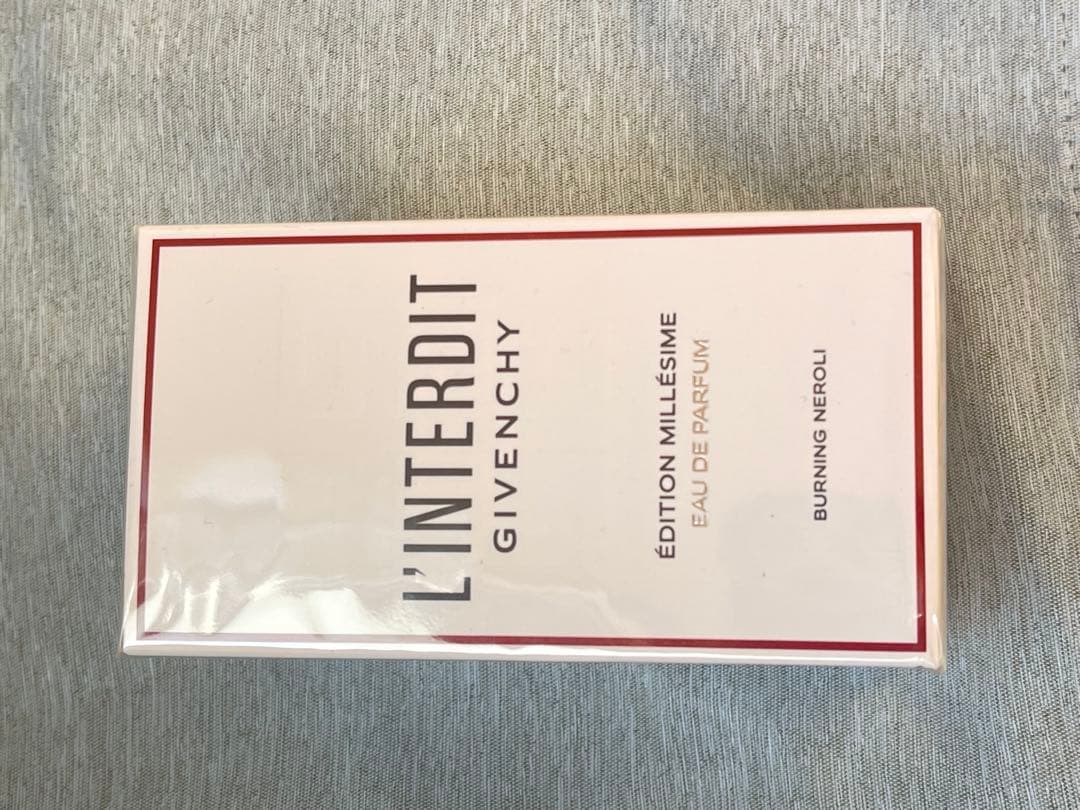 L'INTERDIT
GIVENCHY
ÉDITION MILLÉSIME
EAU DE PARFUM
BURNING NEROLI